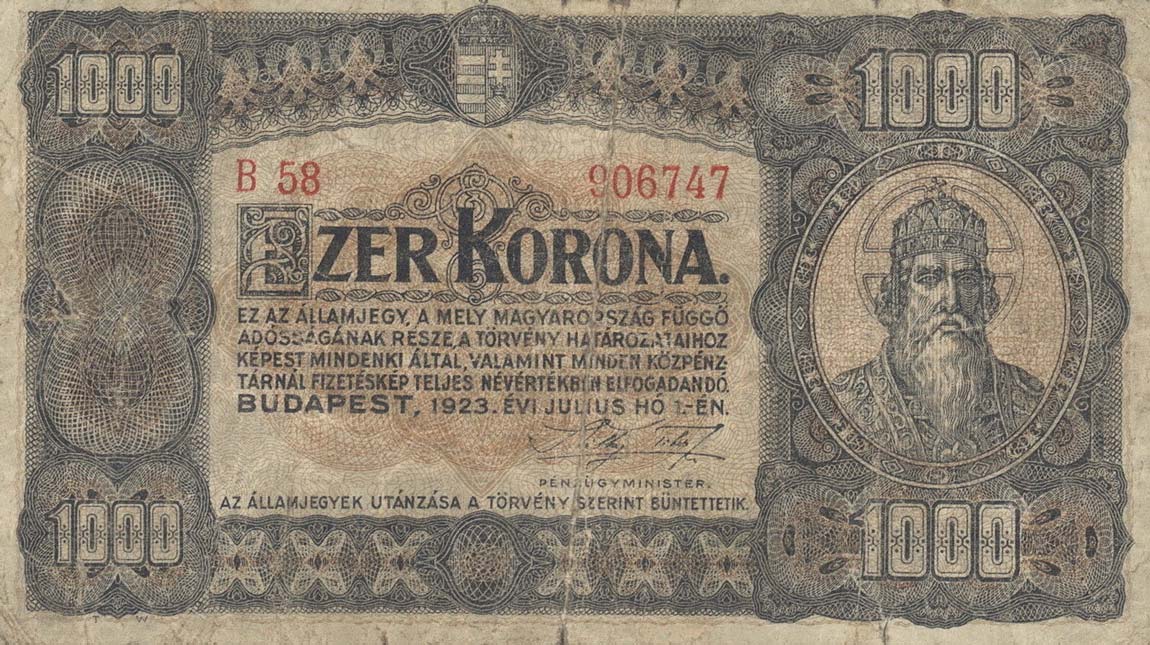 1000 1000
B 58 906747
EZER KORONA.
EZ AZ ÁLLAMJEGY, A MELY MAGYARORSZÁG FÜGGŐ
ADÓSSÁGÁNAK RÉSZE, A TÖRVÉNY HATÁROZATAIHOZ
KÉPEST MINDENKI ÁLTAL, VALAMINT MINDEN KÖZPÉNZ-
TÁRNÁL FIZETÉSKÉP TELJES NÉVÉRTÉKBEN ELFOGADANDÓ.
BUDAPEST, 1923. ÉVI JULIUS HÓ 1.-ÉN.
PÉNZÜGYMINISTER.
AZ ÁLLAMJEGYEK UTÁNZÁSA A TÖRVÉNY SZERINT BÜNTETTETIK.
1000 1000
T W